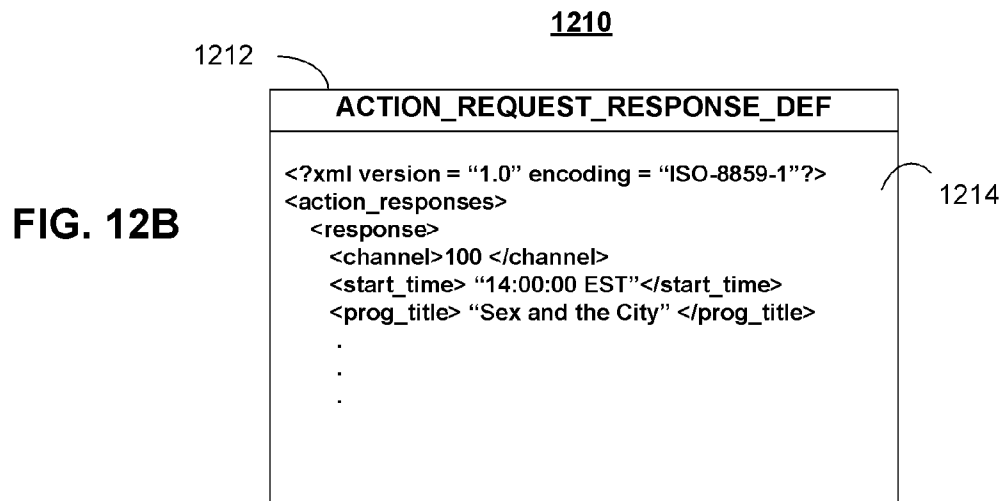 1210
1212
ACTION_REQUEST_RESPONSE_DEF
<?xml version = “1.0” encoding = “ISO-8859-1”?>
1214
<action_responses>
FIG. 12B
<response>
<channel>100 </channel>
<start_time> “14:00:00 EST”</start_time>
<prog_title> “Sex and the City” </prog_title>
.
.
.